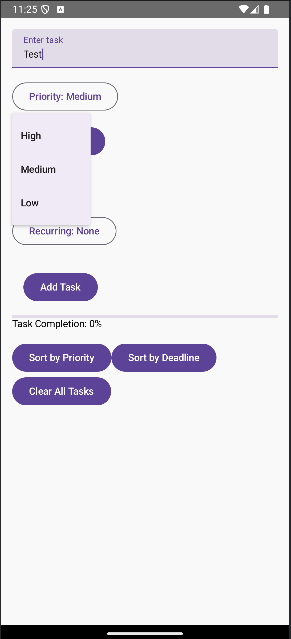 11:25
Enter task
Test
Priority: Medium
High
Medium
Low
Recurring: None
Add Task
Task Completion: 0%
Sort by Priority
Sort by Deadline
Clear All Tasks